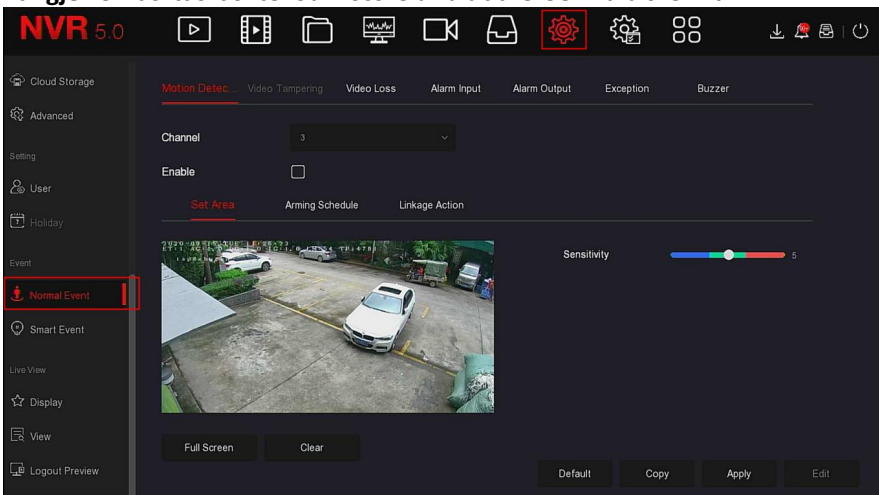 NVR 5.0
Cloud Storage
Advanced
Setting
User
Holiday
Event
Normal Event
Smart Event
Live View
Display
View
Logout Preview
Motion Detec... Video Tampering Video Loss Alarm Input Alarm Output Exception Buzzer
Channel 3
Enable
Set Area Arming Schedule Linkage Action
Sensitivity 5
Full Screen Clear
Default Copy Apply Edit